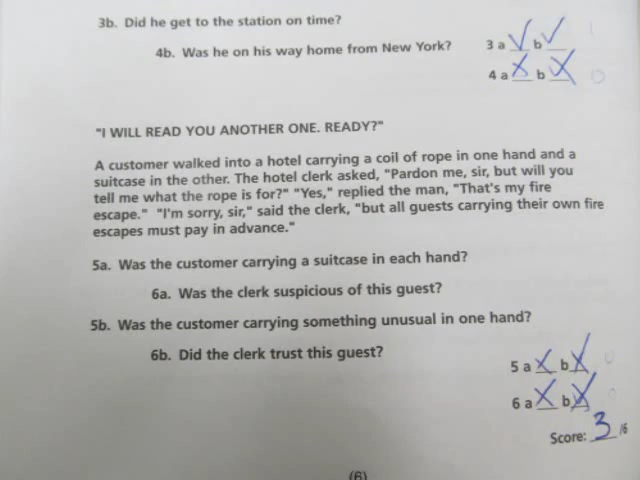 3b. Did he get to the station on time?
4b. Was he on his way home from New York?
3 a ✓ b ✓ 1
4 a X b X 0
"I WILL READ YOU ANOTHER ONE. READY?"
A customer walked into a hotel carrying a coil of rope in one hand and a
suitcase in the other. The hotel clerk asked, "Pardon me, sir, but will you
tell me what the rope is for?" "Yes," replied the man, "That's my fire
escape." "I'm sorry, sir," said the clerk, "but all guests carrying their own fire
escapes must pay in advance."
5a. Was the customer carrying a suitcase in each hand?
6a. Was the clerk suspicious of this guest?
5b. Was the customer carrying something unusual in one hand?
6b. Did the clerk trust this guest?
5 a X b X 0
6 a X b X
Score: 3 /6
(6)